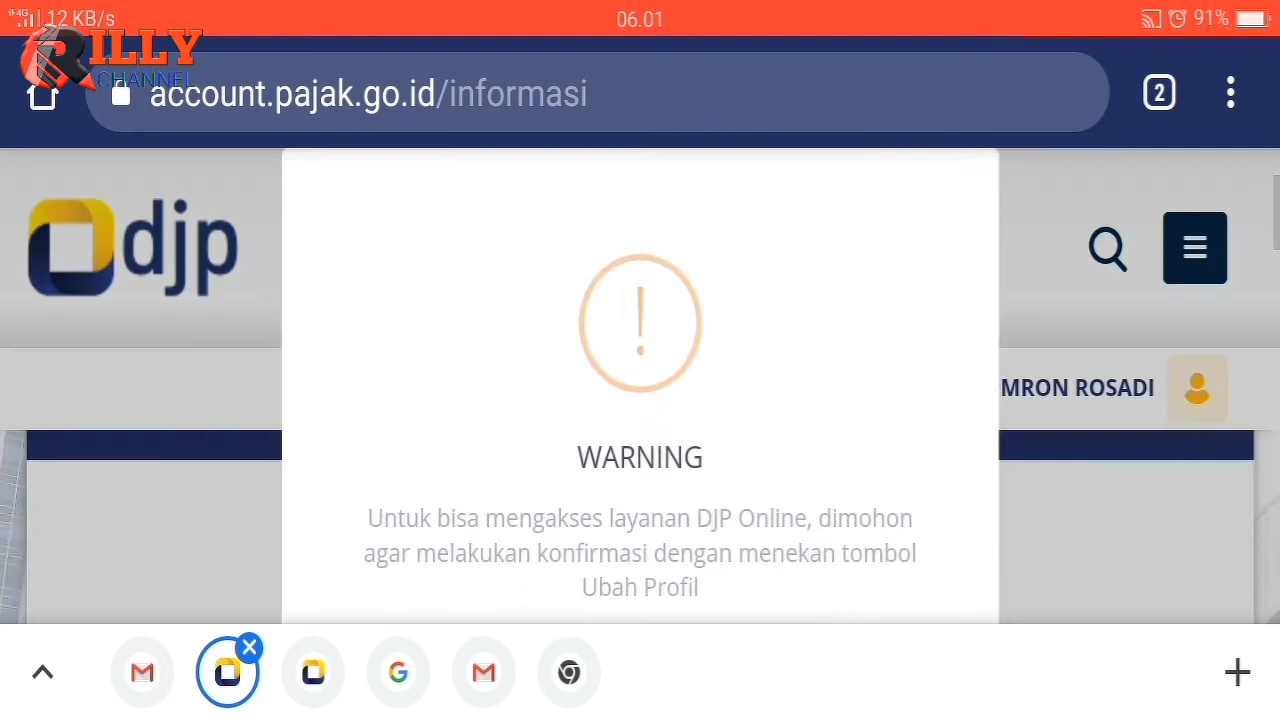 4G 12 KB/s
06.01
91%
RILLY
CHANNEL
account.pajak.go.id/informasi
2
djp
MRON ROSADI
!
WARNING
Untuk bisa mengakses layanan DJP Online, dimohon
agar melakukan konfirmasi dengan menekan tombol
Ubah Profil